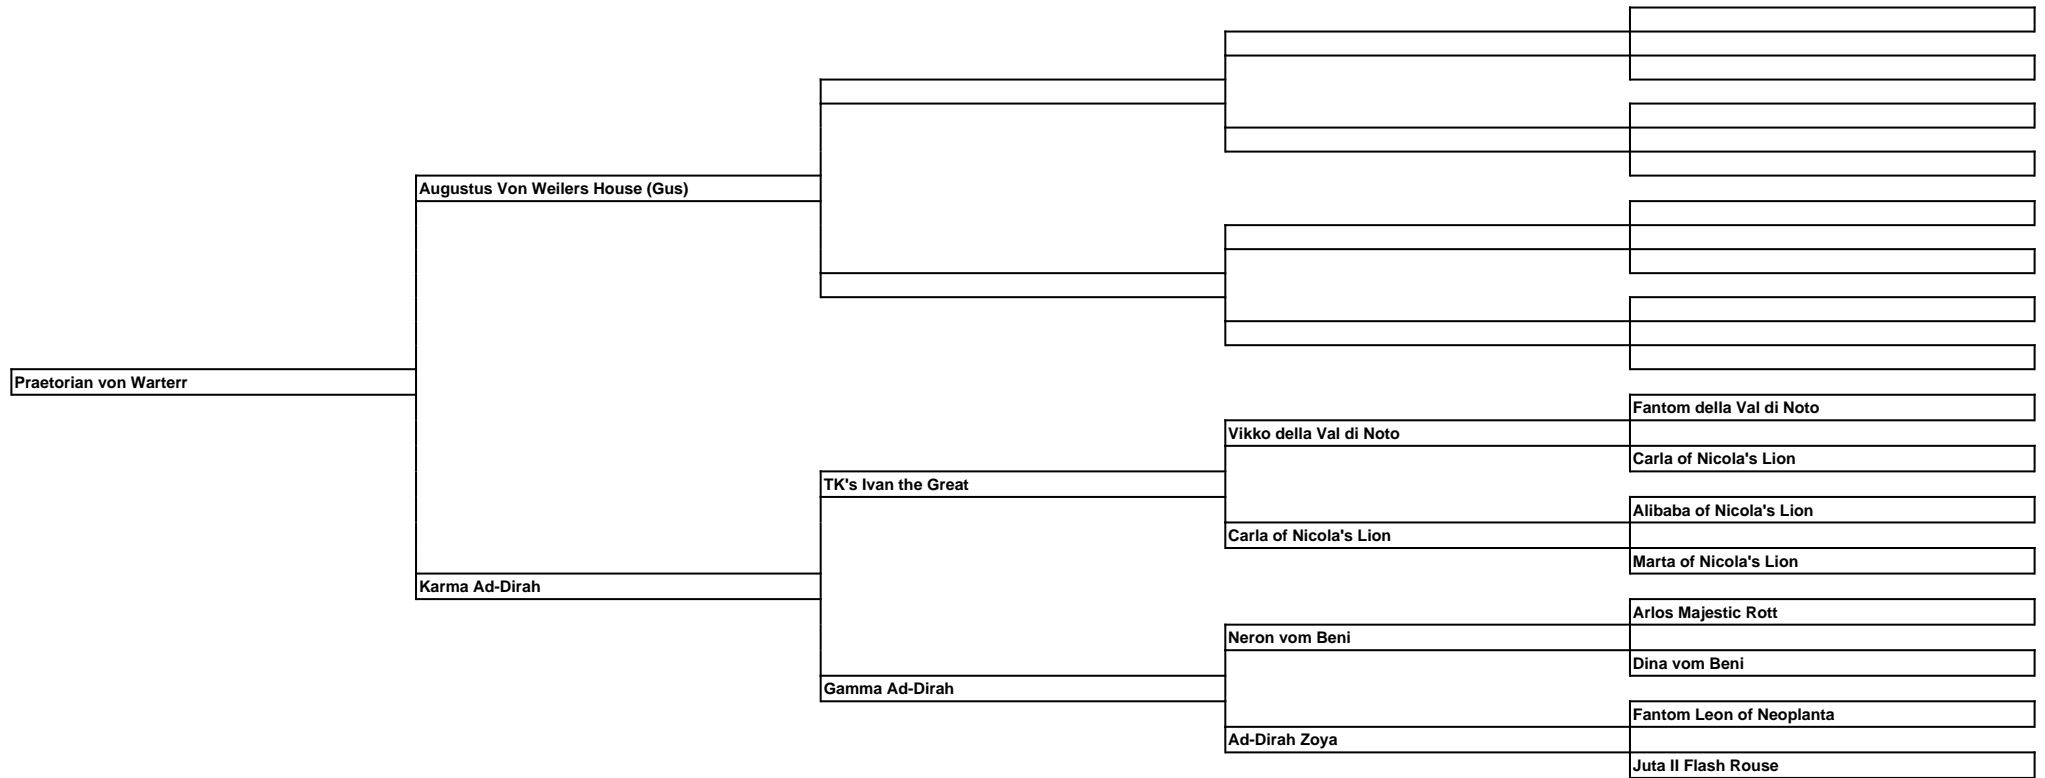 Augustus Von Weilers House (Gus)
Praetorian von Warterr
Fantom della Val di Noto
Vikko della Val di Noto
Carla of Nicola's Lion
TK's Ivan the Great
Alibaba of Nicola's Lion
Carla of Nicola's Lion
Marta of Nicola's Lion
Karma Ad-Dirah
Arlos Majestic Rott
Neron vom Beni
Dina vom Beni
Gamma Ad-Dirah
Fantom Leon of Neoplanta
Ad-Dirah Zoya
Juta II Flash Rouse